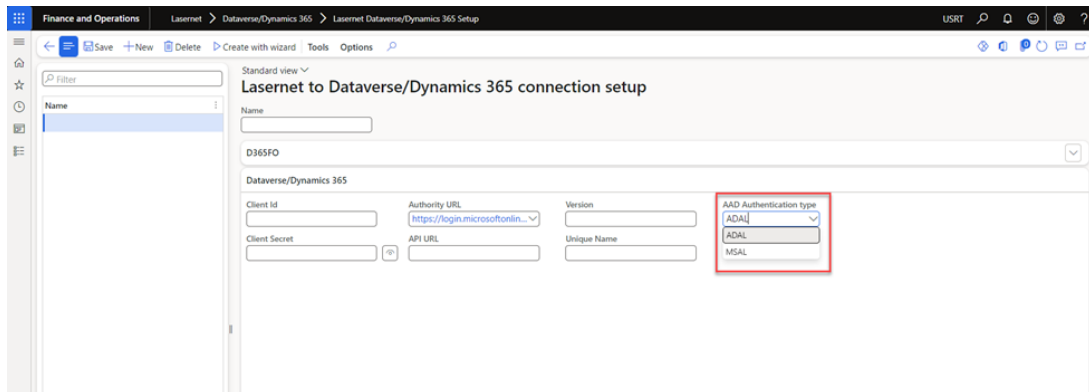 Finance and Operations Lasernet > Dataverse/Dynamics 365 > Lasernet Dataverse/Dynamics 365 Setup USRT
Save New Delete Create with wizard Tools Options
Filter
Name
Standard view
Lasernet to Dataverse/Dynamics 365 connection setup
Name
D365FO
Dataverse/Dynamics 365
Client Id Authority URL Version AAD Authentication type
https://login.microsoftonlin... ADAL
Client Secret API URL Unique Name ADAL
MSAL